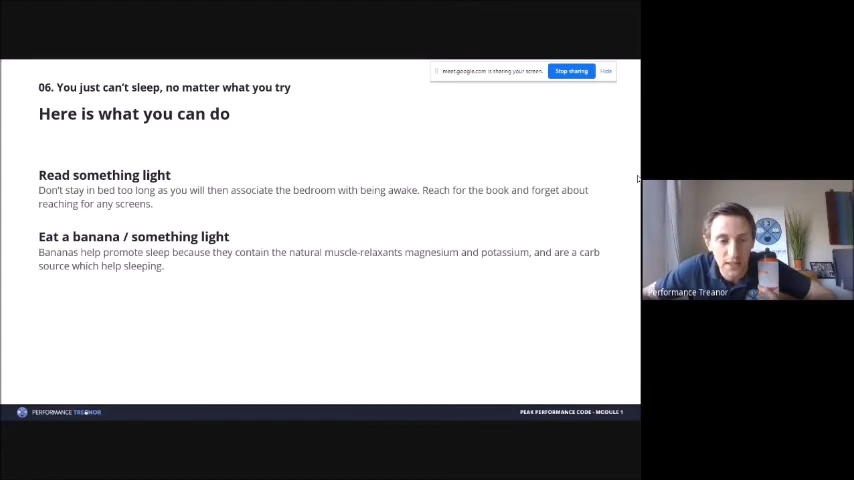 meet.google.com is sharing your screen. Stop sharing Hide
06. You just can't sleep, no matter what you try
Here is what you can do
Read something light
Don't stay in bed too long as you will then associate the bedroom with being awake. Reach for the book and forget about
reaching for any screens.
Eat a banana / something light
Bananas help promote sleep because they contain the natural muscle-relaxants magnesium and potassium, and are a carb
source which help sleeping.
Performance Treanor
PERFORMANCE TREANOR
PEAK PERFORMANCE CODE - MODULE 1